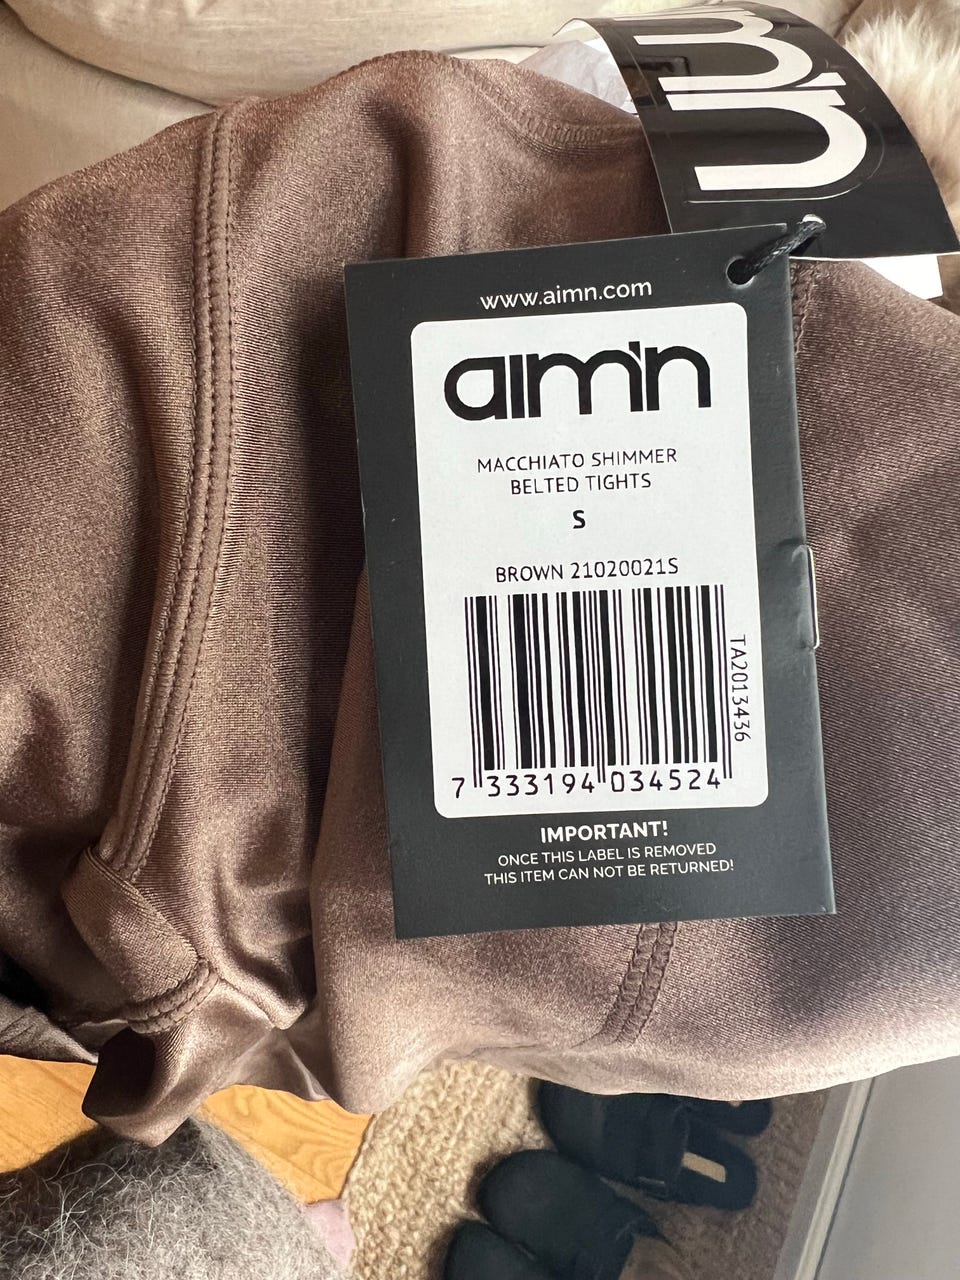 www.aimn.com
aim'n
MACCHIATO SHIMMER
BELTED TIGHTS
S
BROWN 21020021S
TA2013436
7 333194 034524
IMPORTANT!
ONCE THIS LABEL IS REMOVED
THIS ITEM CAN NOT BE RETURNED!